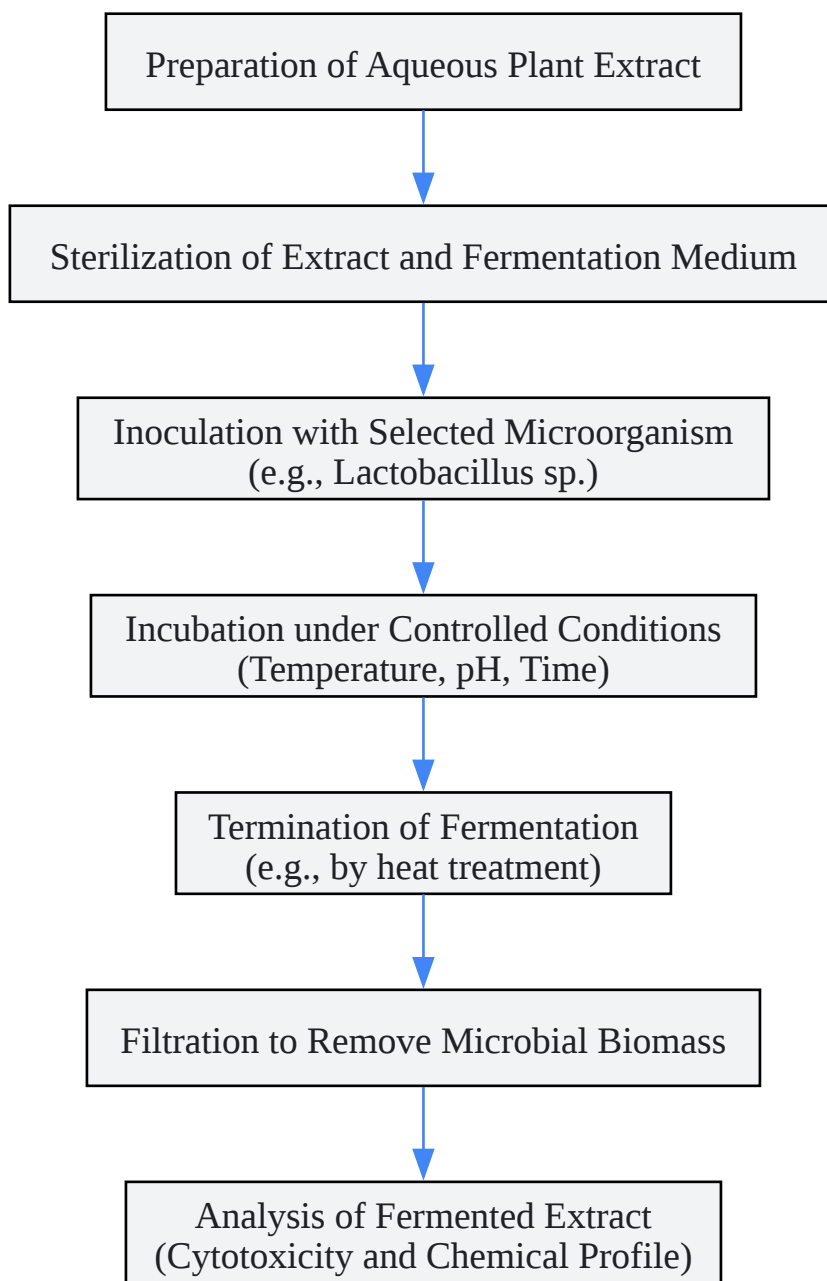 Preparation of Aqueous Plant Extract
Sterilization of Extract and Fermentation Medium
Inoculation with Selected Microorganism
(e.g., Lactobacillus sp.)
Incubation under Controlled Conditions
(Temperature, pH, Time)
Termination of Fermentation
(e.g., by heat treatment)
Filtration to Remove Microbial Biomass
Analysis of Fermented Extract
(Cytotoxicity and Chemical Profile)